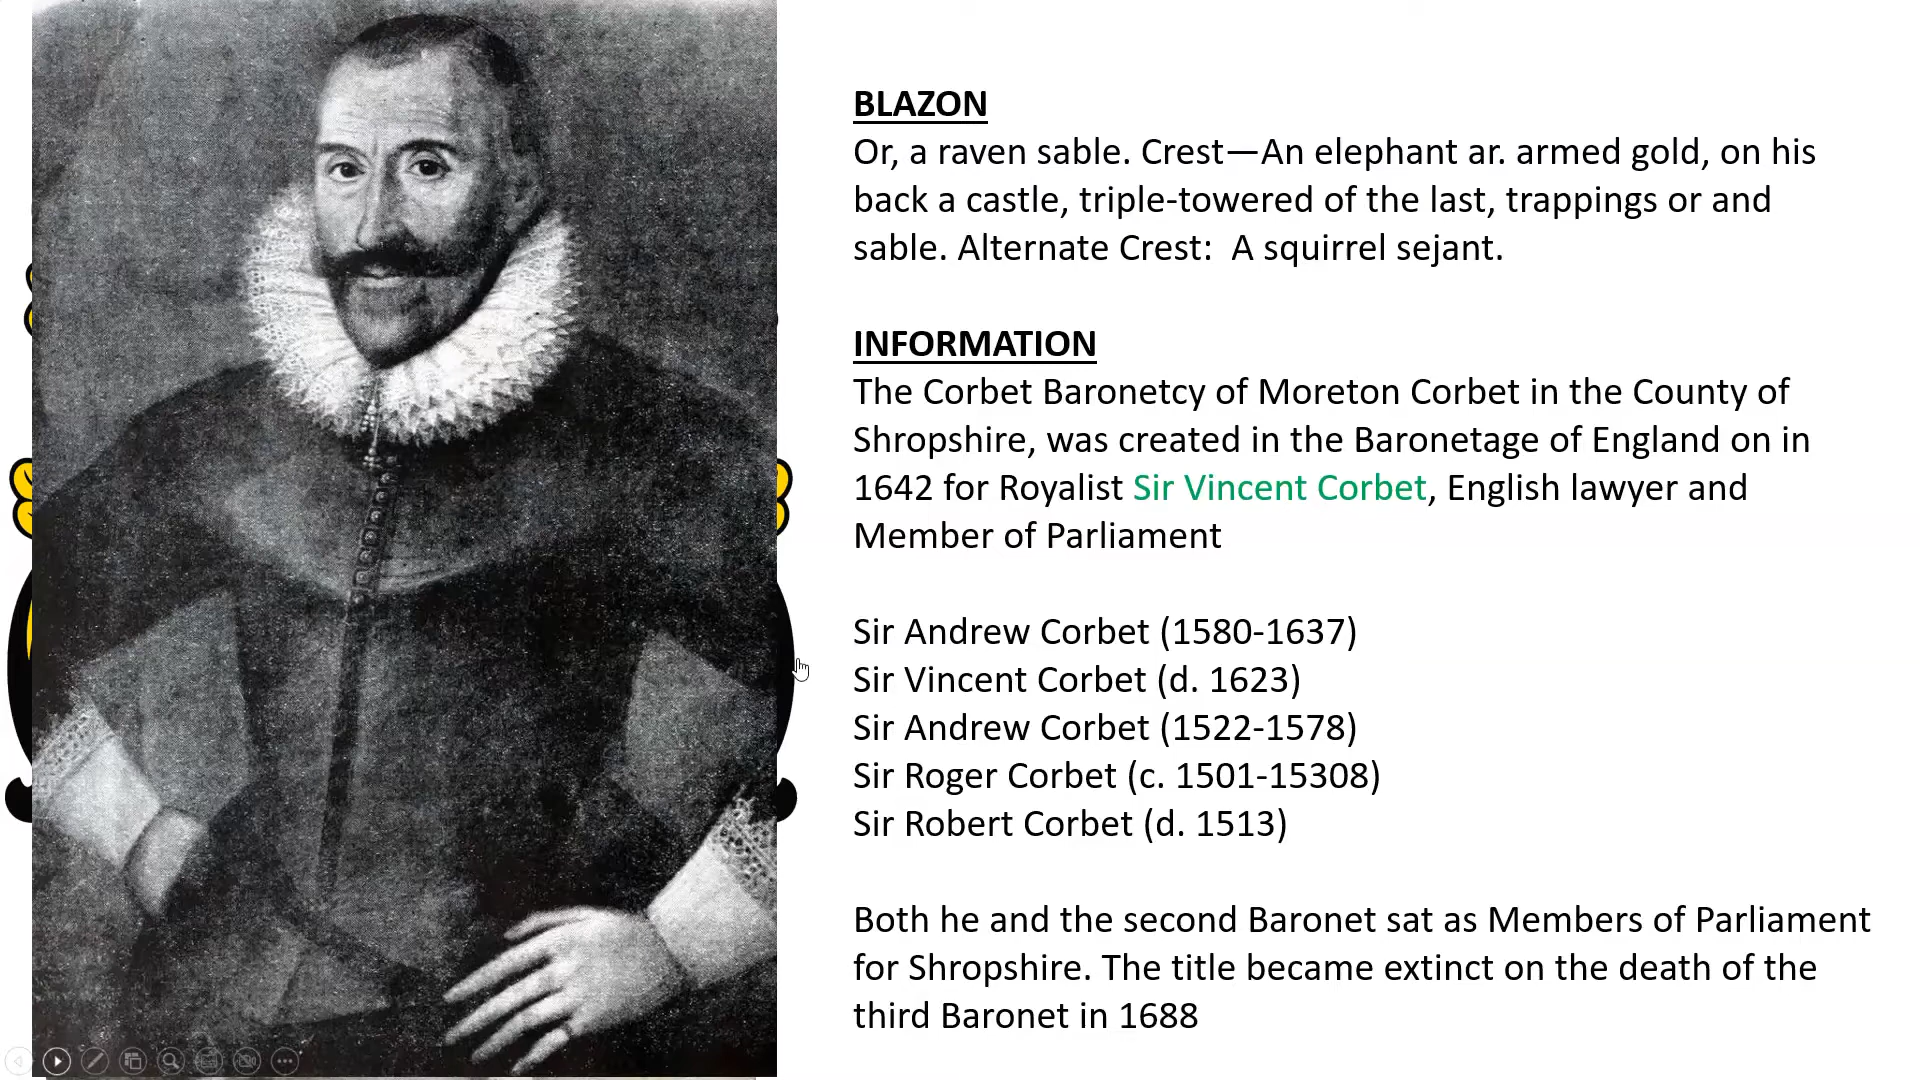 BLAZON
Or, a raven sable. Crest—An elephant ar. armed gold, on his
back a castle, triple-towered of the last, trappings or and
sable. Alternate Crest:  A squirrel sejant.
INFORMATION
The Corbet Baronetcy of Moreton Corbet in the County of
Shropshire, was created in the Baronetage of England on in
1642 for Royalist Sir Vincent Corbet, English lawyer and
Member of Parliament
Sir Andrew Corbet (1580-1637)
Sir Vincent Corbet (d. 1623)
Sir Andrew Corbet (1522-1578)
Sir Roger Corbet (c. 1501-15308)
Sir Robert Corbet (d. 1513)
Both he and the second Baronet sat as Members of Parliament
for Shropshire. The title became extinct on the death of the
third Baronet in 1688